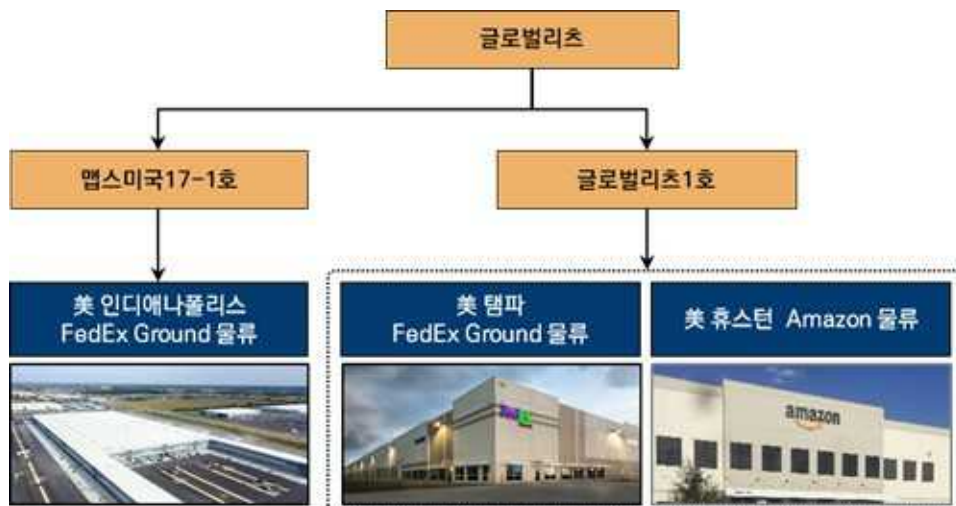 글로벌리츠
맵스미국17-1호
글로벌리츠1호
美 인디애나폴리스
FedEx Ground 물류
美 탬파
FedEx Ground 물류
美 휴스턴 Amazon 물류
amazon